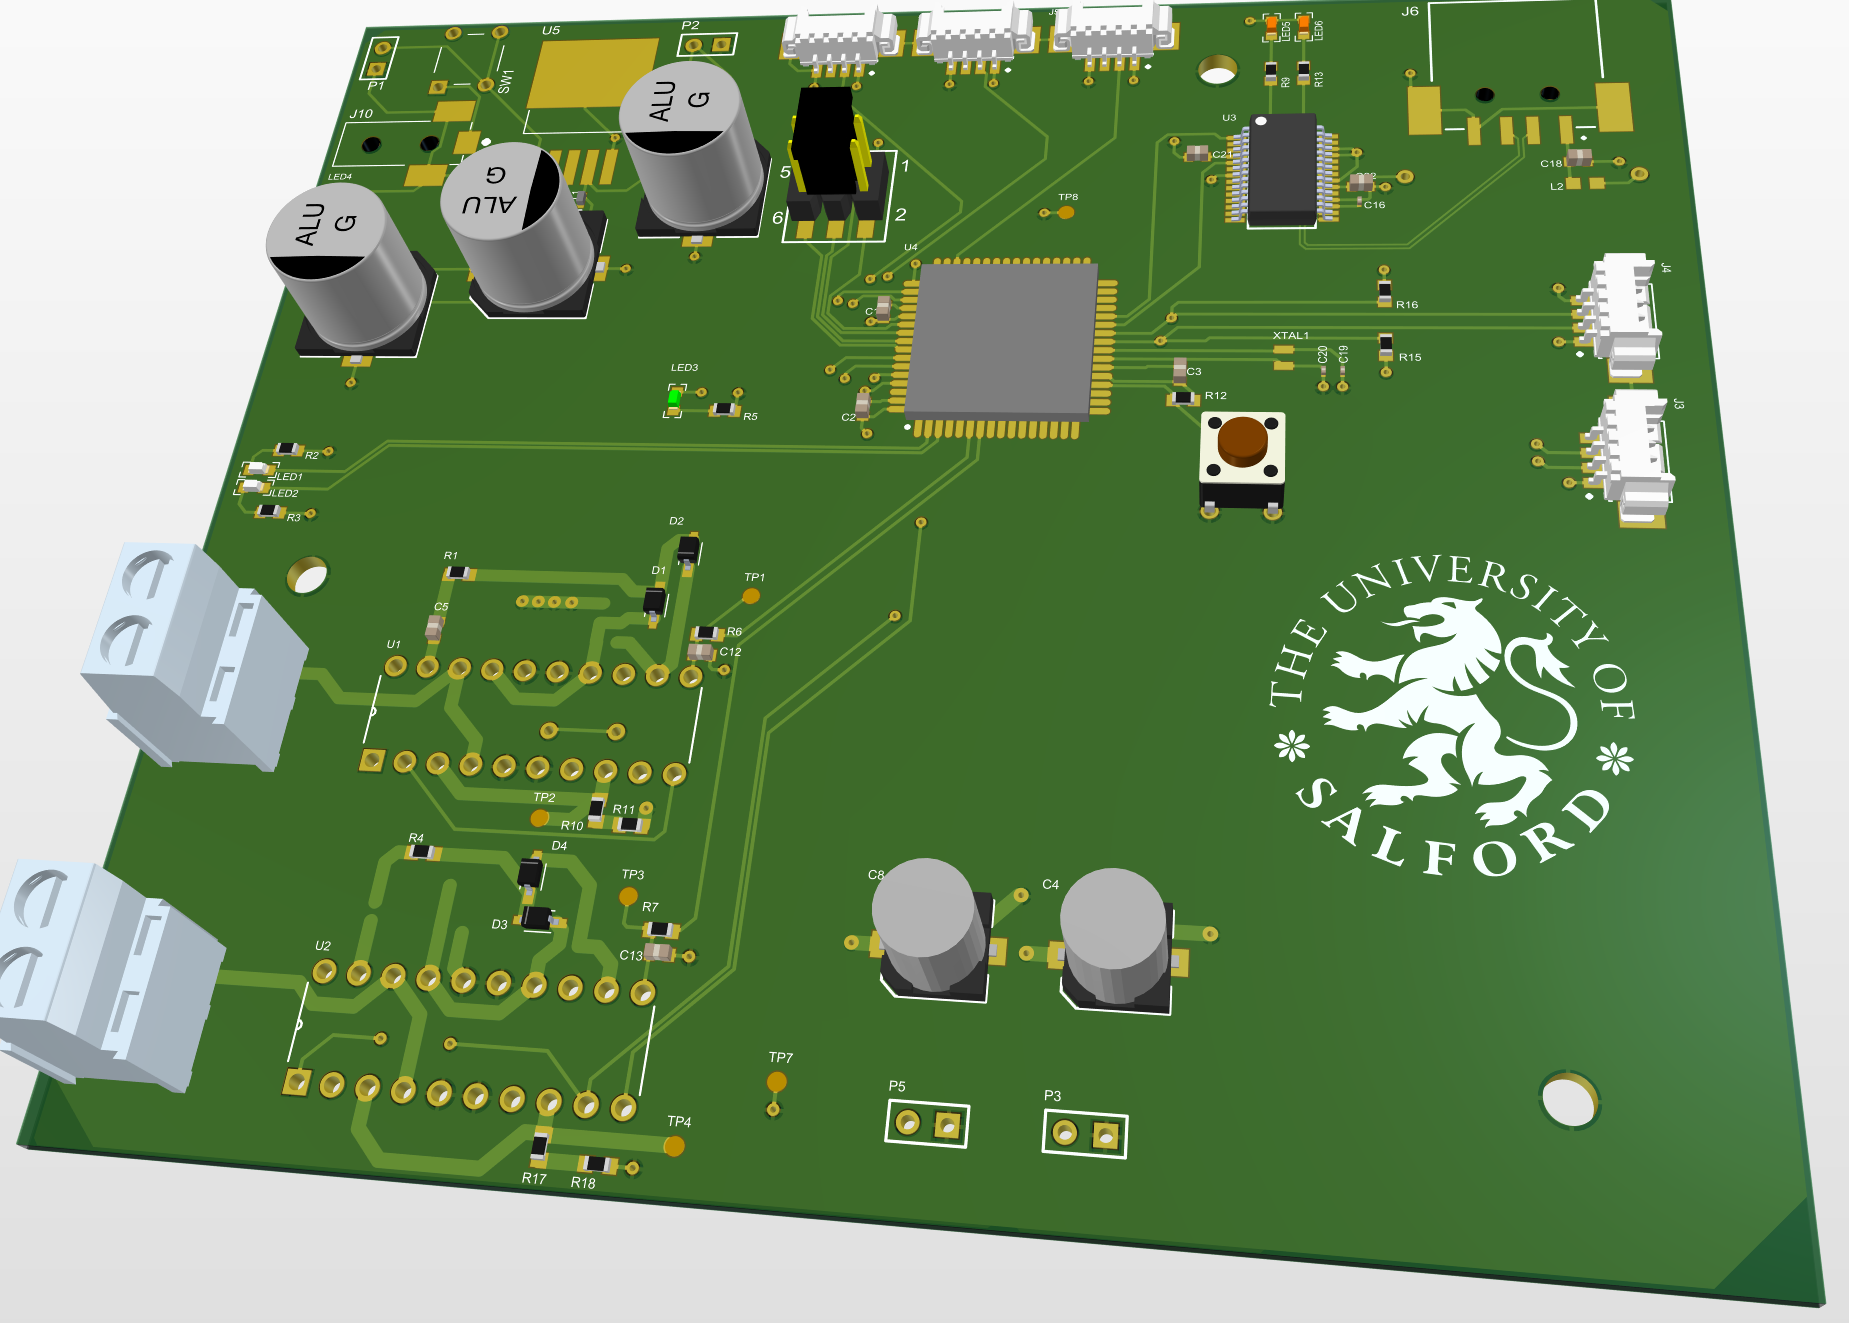 U5
P2
LED5
LED6
J6
P1
SW1
ALU
G
R9
R13
J10
U3
C21
C18
L2
LED4
5
1
6
2
TP8
C16
ALU
G
ALU
G
U4
J4
R16
XTAL1
C20
C19
R15
LED3
C3
R12
R5
C2
J3
R2
LED1
LED2
R3
D2
R1
D1
TP1
C5
R6
C12
U1
THE UNIVERSITY OF
SALFORD
TP2
R11
R10
R4
D4
TP3
C8
C4
R7
D3
C13
U2
TP7
P5
P3
TP4
R17
R18